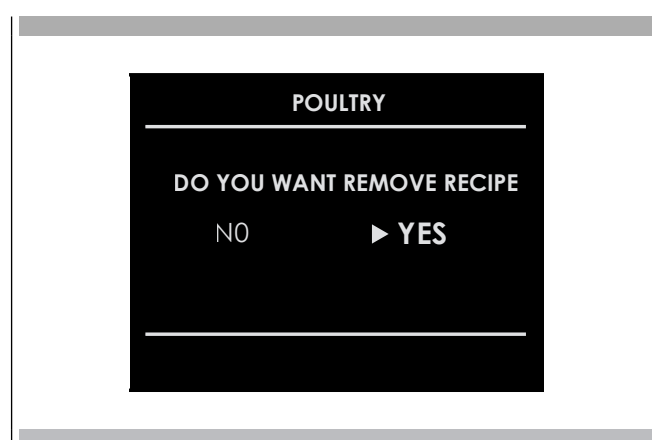 POULTRY
DO YOU WANT REMOVE RECIPE
N0 ▶ YES